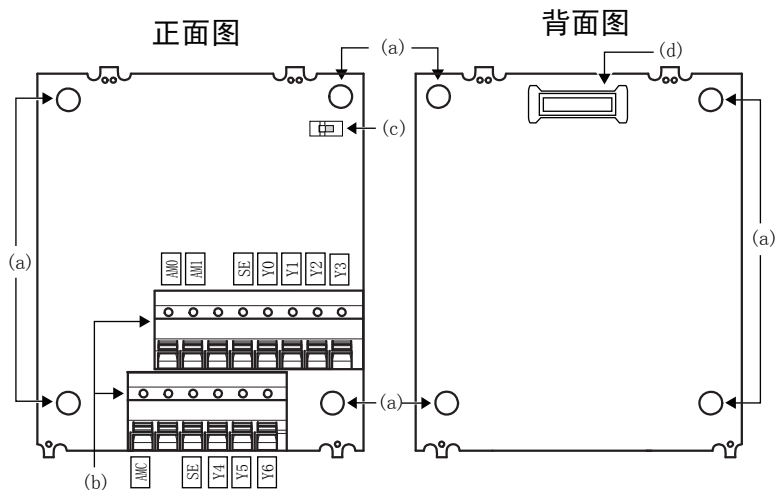 正面图
背面图
(a)
(d)
(c)
(a)
(a)
AM0 AM1 SE Y0 Y1 Y2 Y3
(a)
(b)
AMC SE Y4 Y5 Y6